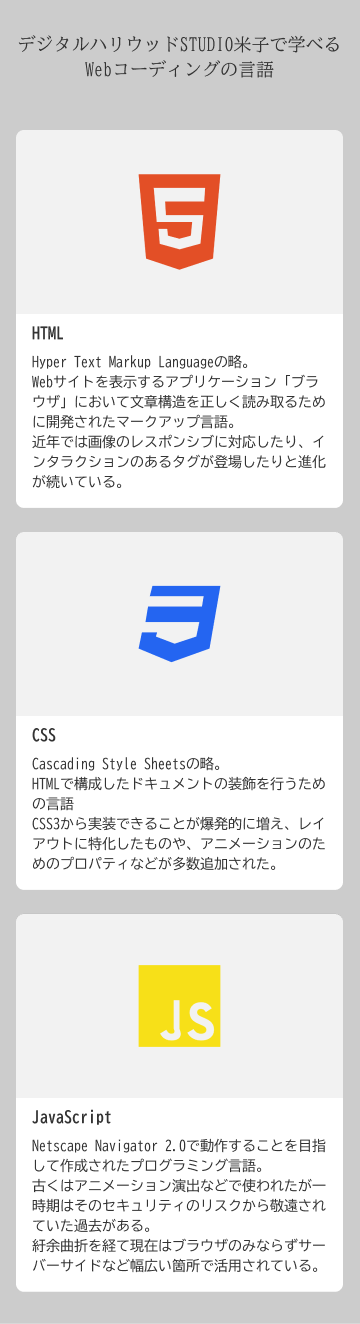 デジタルハリウッドSTUDIO米子で学べる
Webコーディングの言語
HTML
Hyper Text Markup Languageの略。
Webサイトを表示するアプリケーション「ブラ
ウザ」において文章構造を正しく読み取るため
に開発されたマークアップ言語。
近年では画像のレスポンシブに対応したり、イ
ンタラクションのあるタグが登場したりと進化
が続いている。
CSS
Cascading Style Sheetsの略。
HTMLで構成したドキュメントの装飾を行うため
の言語
CSS3から実装できることが爆発的に増え、レイ
アウトに特化したものや、アニメーションのた
めのプロパティなどが多数追加された。
JS
JavaScript
Netscape Navigator 2.0で動作することを目指
して作成されたプログラミング言語。
古くはアニメーション演出などで使われたが一
時期はそのセキュリティのリスクから敬遠され
ていた過去がある。
紆余曲折を経て現在はブラウザのみならずサー
バーサイドなど幅広い箇所で活用されている。